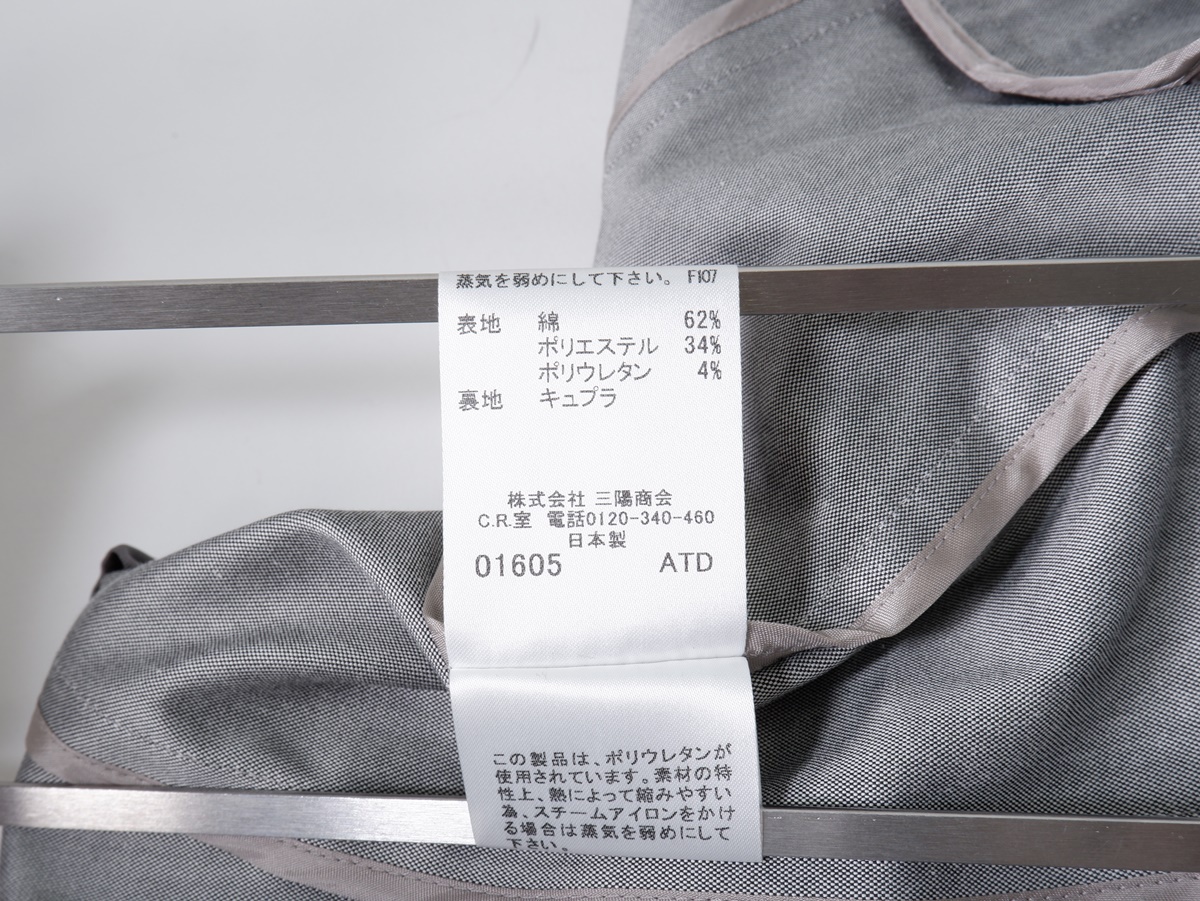 蒸気を弱めにして下さい。 F107
表地 綿 62%
ポリエステル 34%
ポリウレタン 4%
裏地 キュプラ
株式会社 三陽商会
C.R.室 電話0120-340-460
日本製
01605 ATD
この製品は、ポリウレタンが
使用されています。素材の特
性上、熱によって縮みやすい
為、スチームアイロンをかけ
る場合は蒸気を弱めにして
下さい。